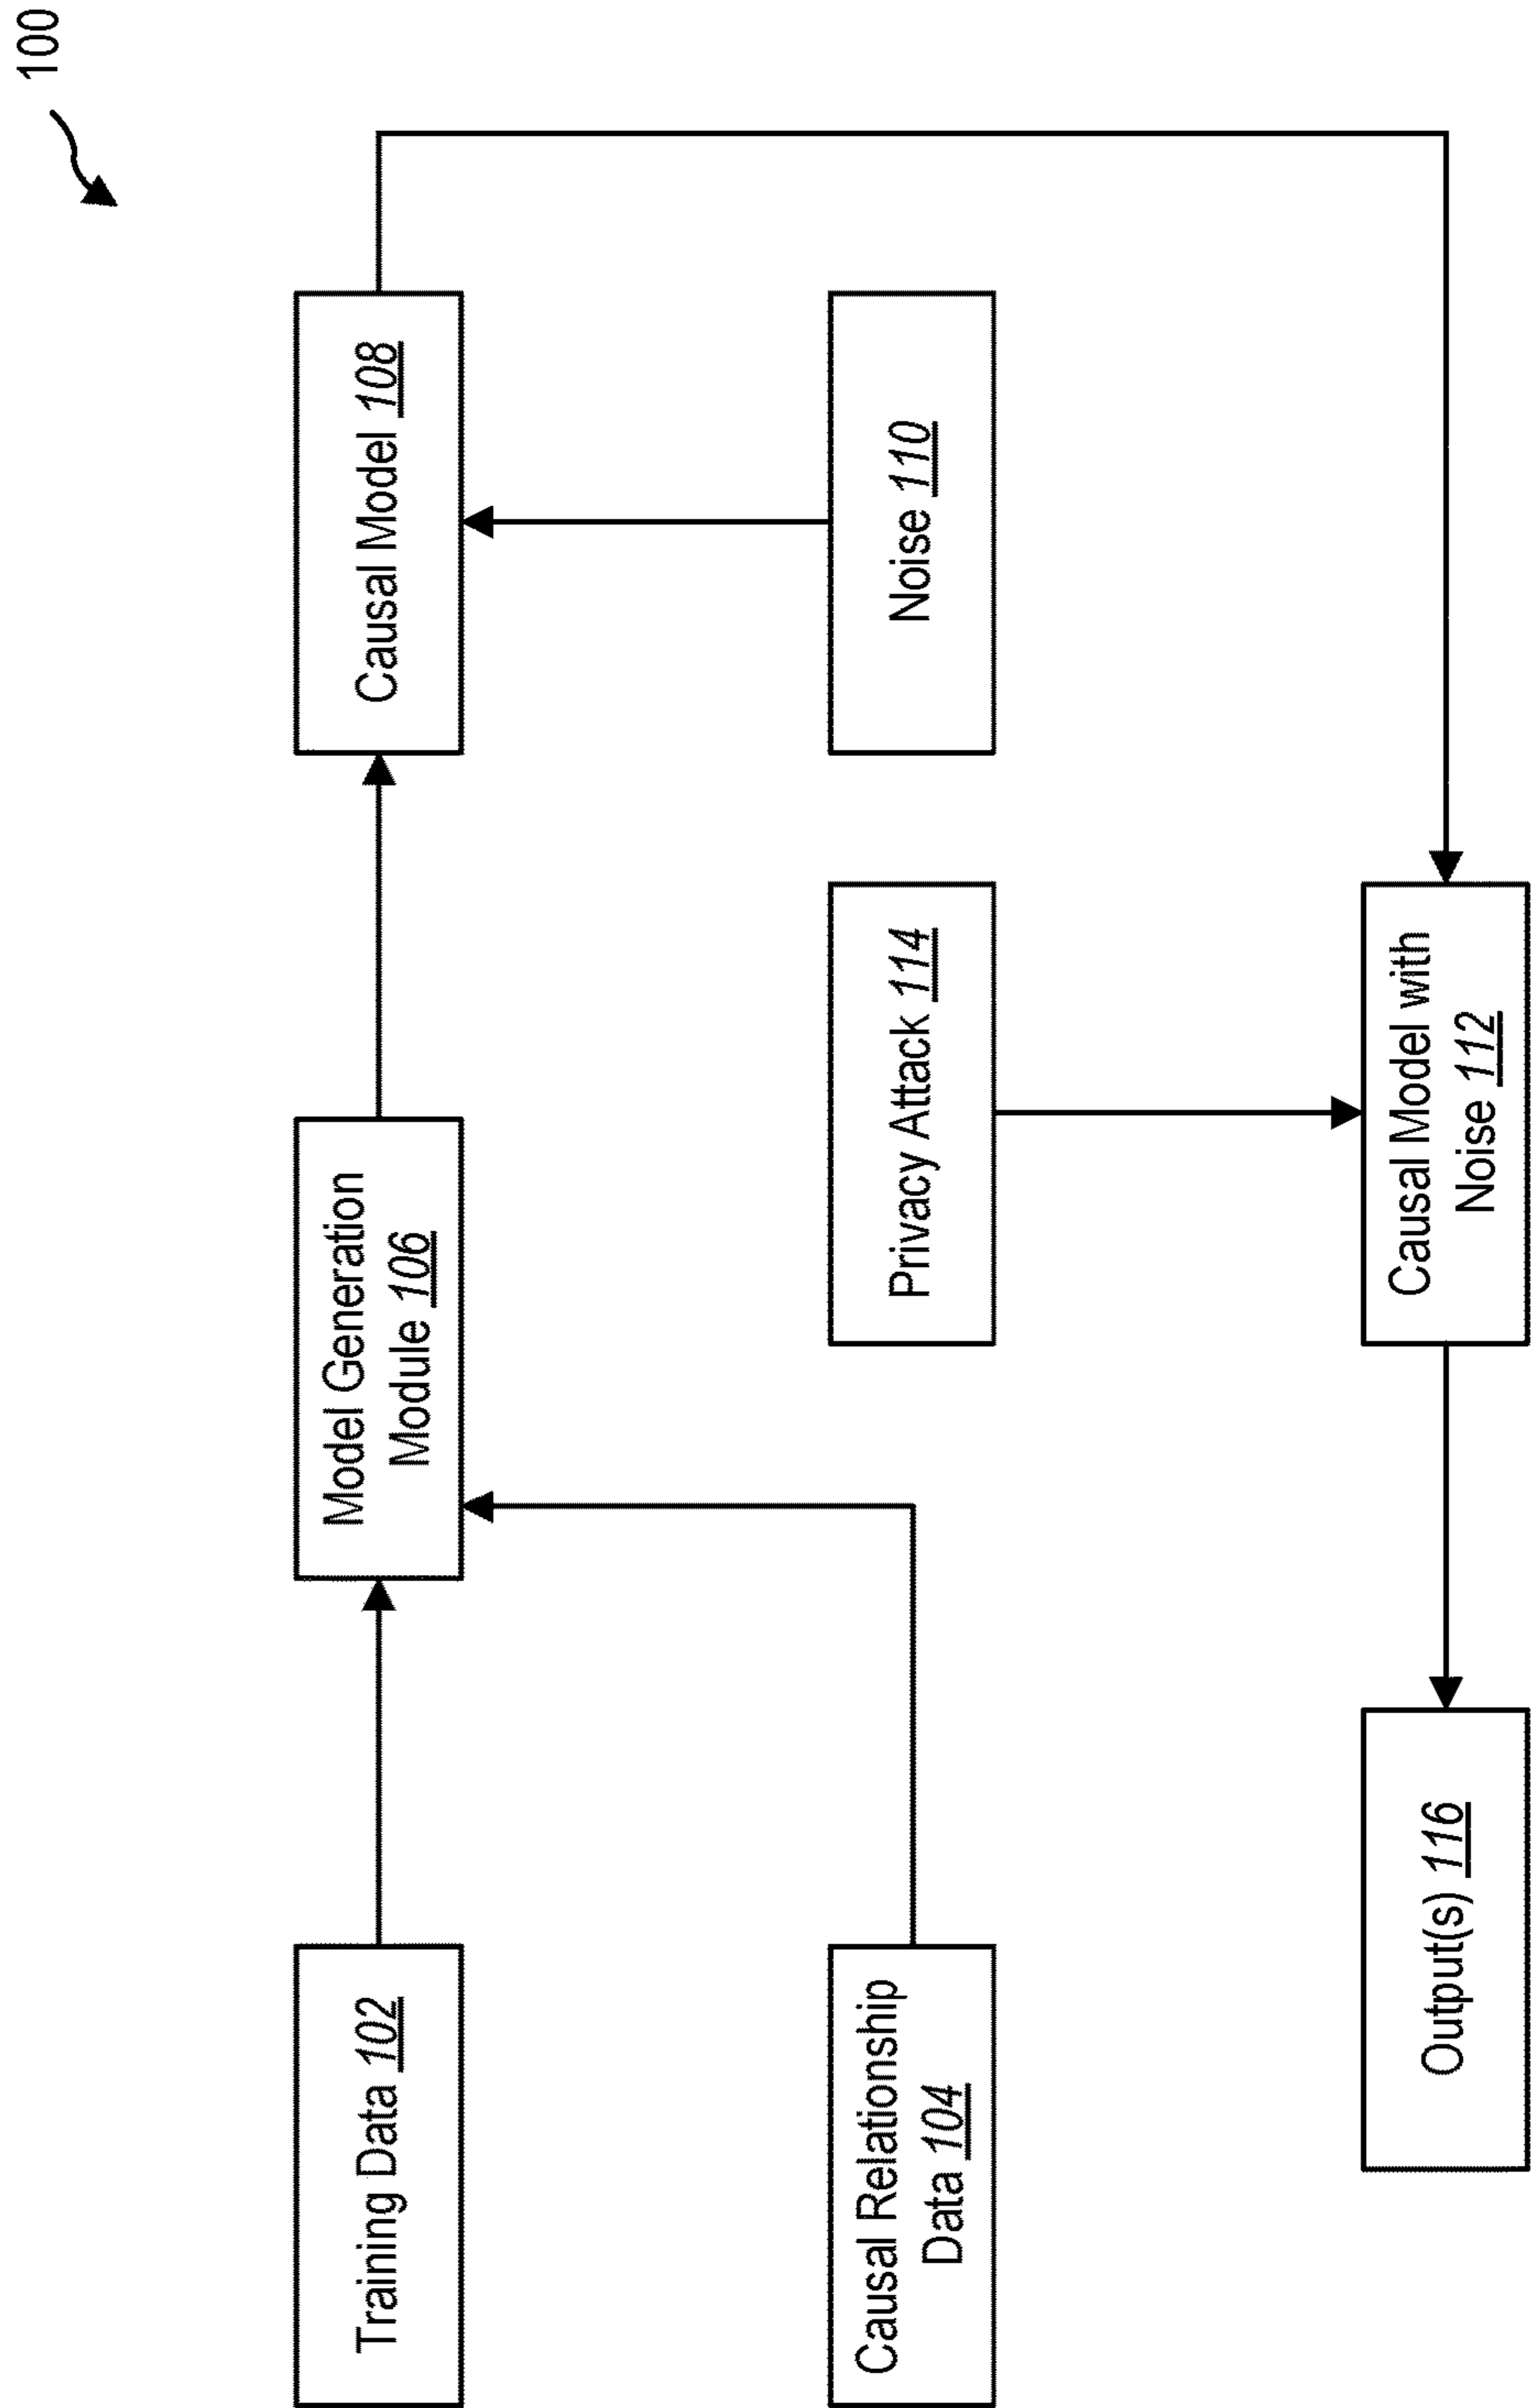 100
Training Data 102
Model Generation
Module 106
Causal Model 108
Causal Relationship
Data 104
Privacy Attack 114
Noise 110
Output(s) 116
Causal Model with
Noise 112